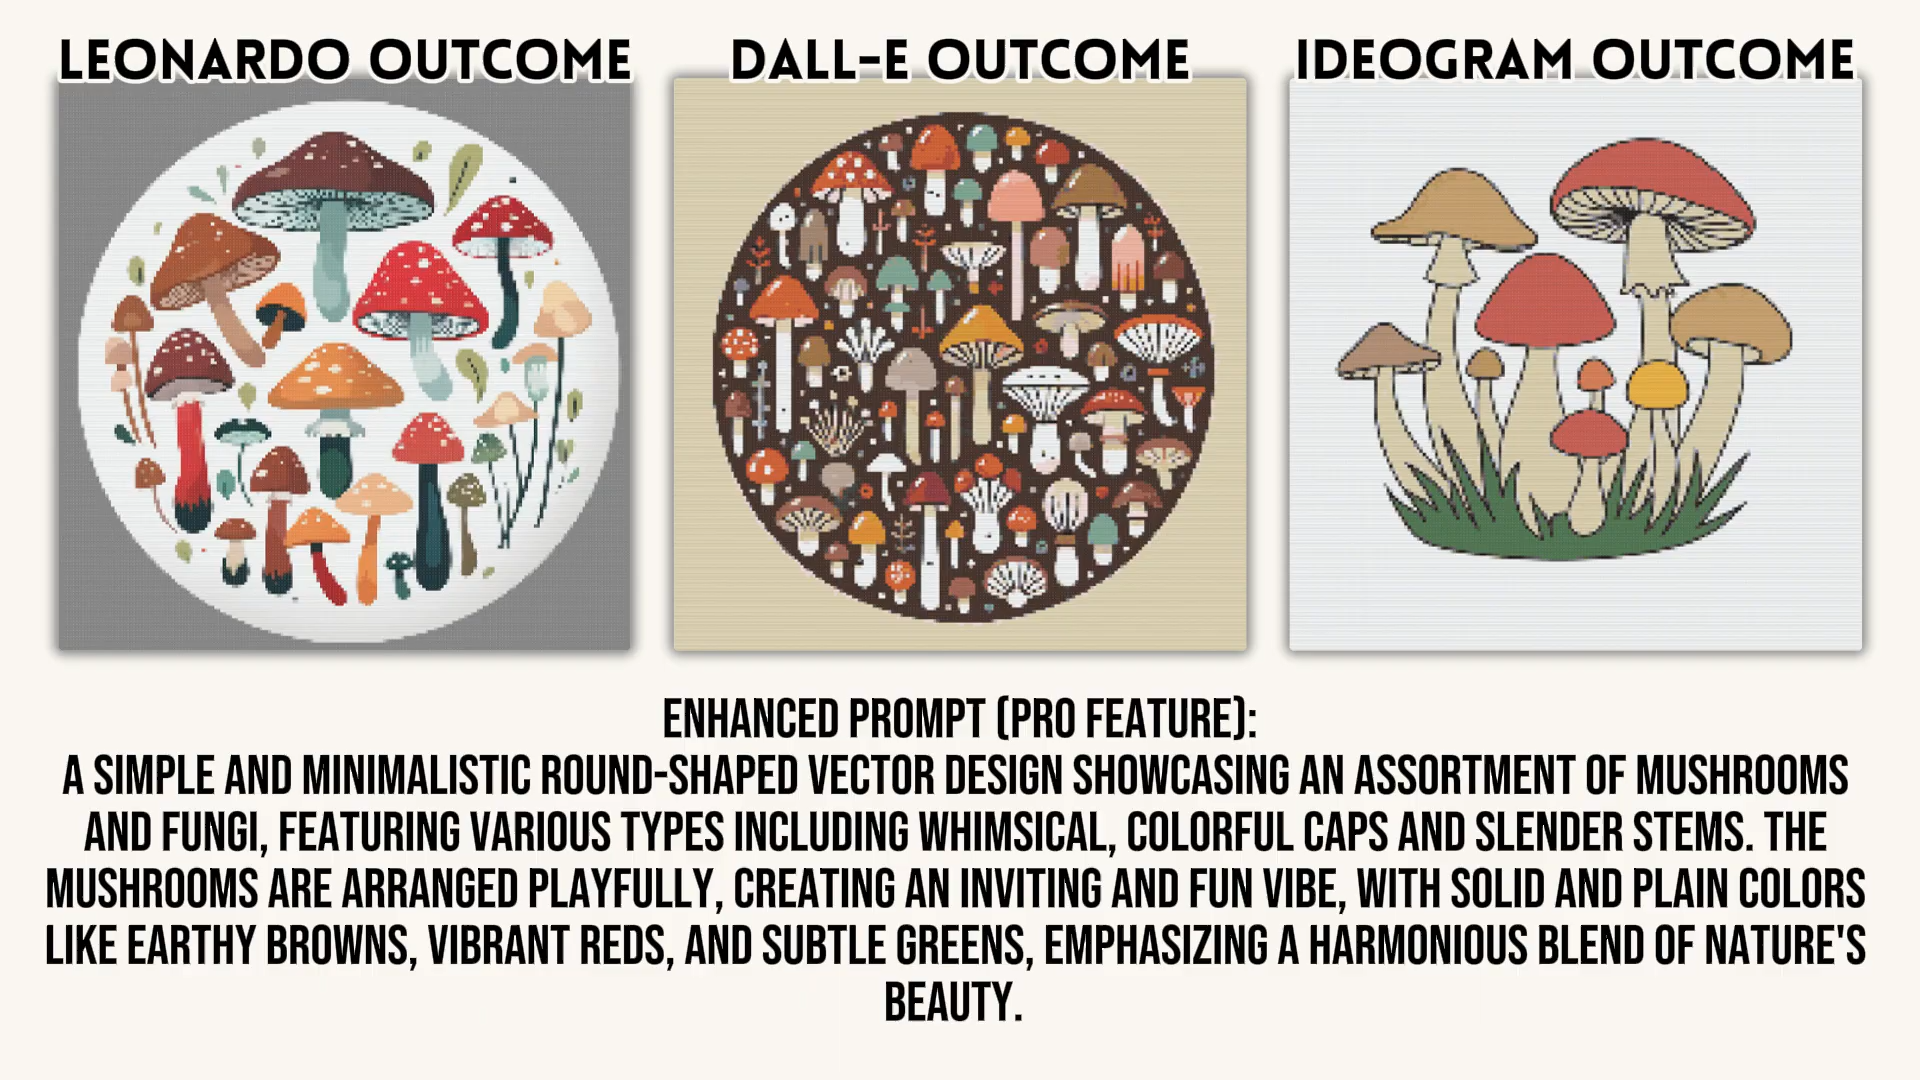 LEONARDO OUTCOME
DALL-E OUTCOME
IDEOGRAM OUTCOME
ENHANCED PROMPT (PRO FEATURE):
A SIMPLE AND MINIMALISTIC ROUND-SHAPED VECTOR DESIGN SHOWCASING AN ASSORTMENT OF MUSHROOMS
AND FUNGI, FEATURING VARIOUS TYPES INCLUDING WHIMSICAL, COLORFUL CAPS AND SLENDER STEMS. THE
MUSHROOMS ARE ARRANGED PLAYFULLY, CREATING AN INVITING AND FUN VIBE, WITH SOLID AND PLAIN COLORS
LIKE EARTHY BROWNS, VIBRANT REDS, AND SUBTLE GREENS, EMPHASIZING A HARMONIOUS BLEND OF NATURE'S
BEAUTY.